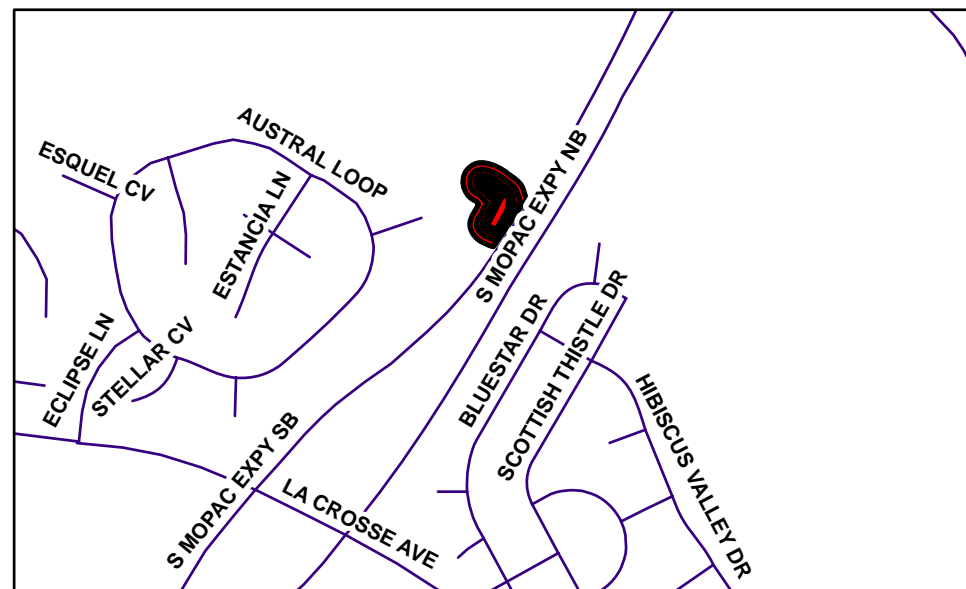 AUSTRAL LOOP
ESQUEL CV
ESTANCIA LN
S MOPAC EXPY NB
ECLIPSE LN
STELLAR CV
BLUESTAR DR
SCOTTISH THISTLE DR
HIBISCUS VALLEY DR
S MOPAC EXPY SB
LA CROSSE AVE